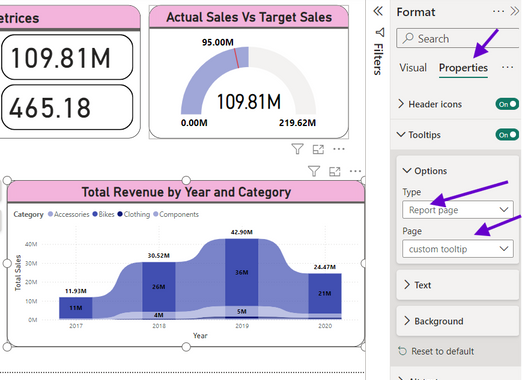 etrices
109.81M
465.18
Actual Sales Vs Target Sales
95.00M
109.81M
0.00M
219.62M
Total Revenue by Year and Category
Category Accessories Bikes Clothing Components
Total Sales
40M
30M
20M
10M
0M
11.93M
11M
30.52M
26M
4M
42.90M
36M
5M
24.47M
21M
2017
2018
2019
2020
Year
Filters
Format
Search
Visual
Properties
Header icons
On
Tooltips
On
Options
Type
Report page
Page
custom tooltip
Text
Background
Reset to default